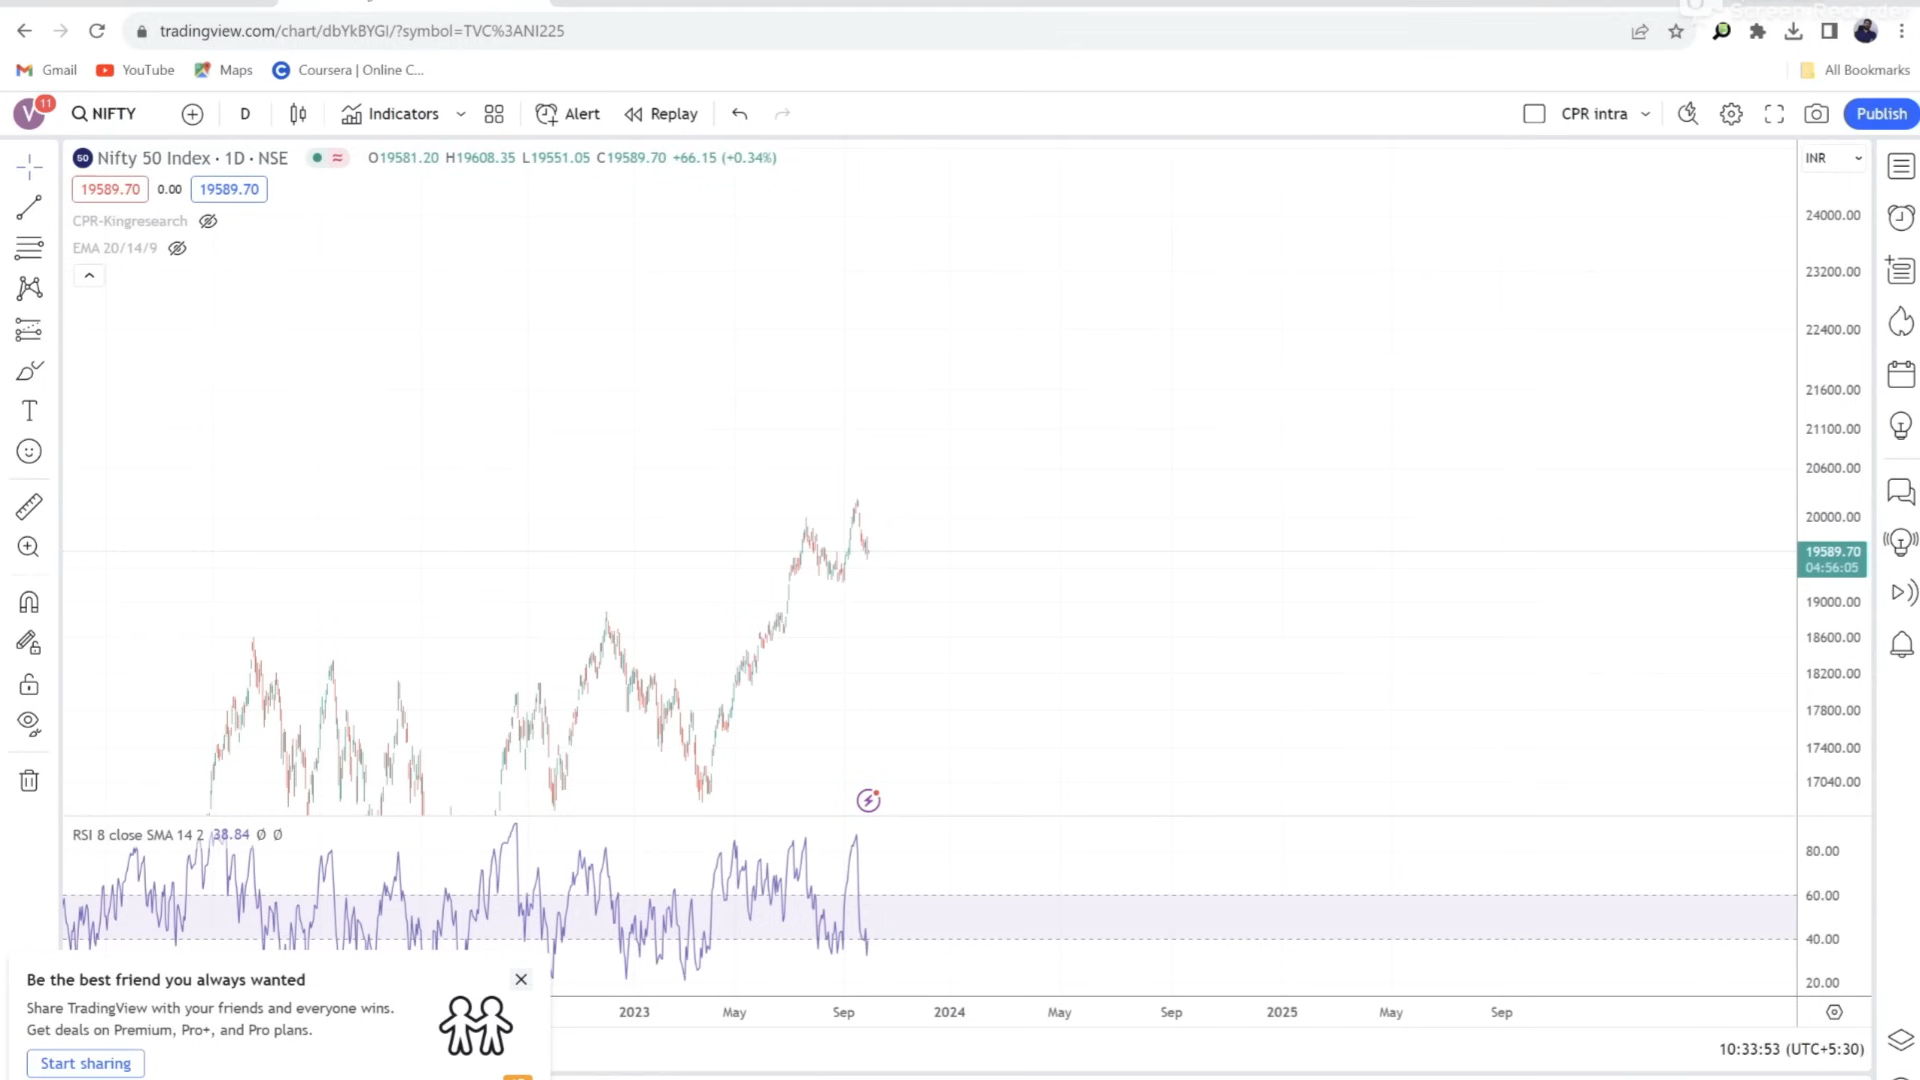 Screen Recorder
tradingview.com/chart/dbYkBYGI/?symbol=TVC%3ANI225
Gmail YouTube Maps Coursera | Online C... All Bookmarks
V 11 NIFTY D Indicators Alert Replay CPR intra Publish
50 Nifty 50 Index · 1D · NSE O19581.20 H19608.35 L19551.05 C19589.70 +66.15 (+0.34%) INR
19589.70 0.00 19589.70
CPR-Kingresearch
EMA 20/14/9
24000.00
23200.00
22400.00
21600.00
21100.00
20600.00
20000.00
19589.70
04:56:05
19000.00
18600.00
18200.00
17800.00
17400.00
17040.00
RSI 8 close SMA 14 2 38.84 Ø Ø
80.00
60.00
40.00
20.00
Be the best friend you always wanted
Share TradingView with your friends and everyone wins.
Get deals on Premium, Pro+, and Pro plans.
Start sharing
2023 May Sep 2024 May Sep 2025 May Sep
10:33:53 (UTC+5:30)